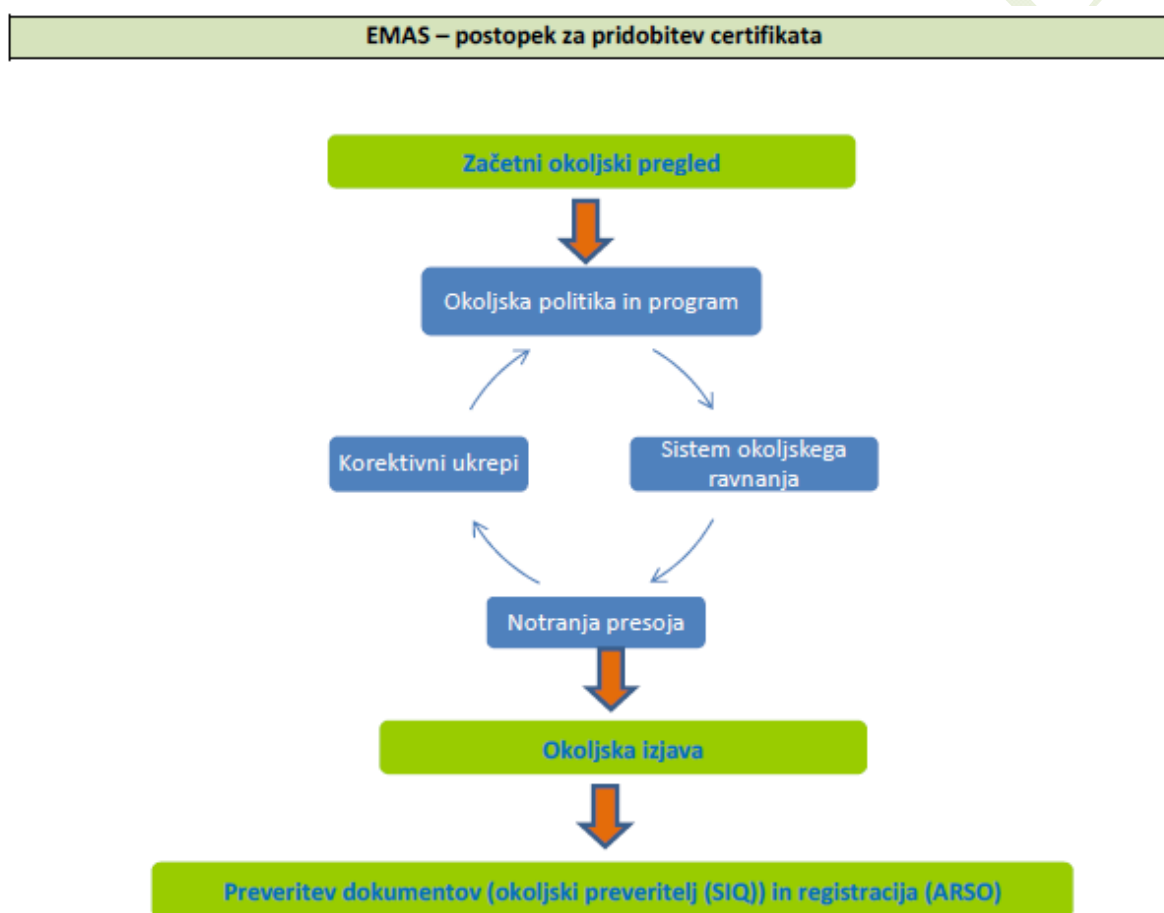 EMAS – postopek za pridobitev certifikata
Začetni okoljski pregled
Okoljska politika in program
Korektivni ukrepi
Sistem okoljskega
ravnanja
Notranja presoja
Okoljska izjava
Preveritev dokumentov (okoljski preveritelj (SIQ)) in registracija (ARSO)